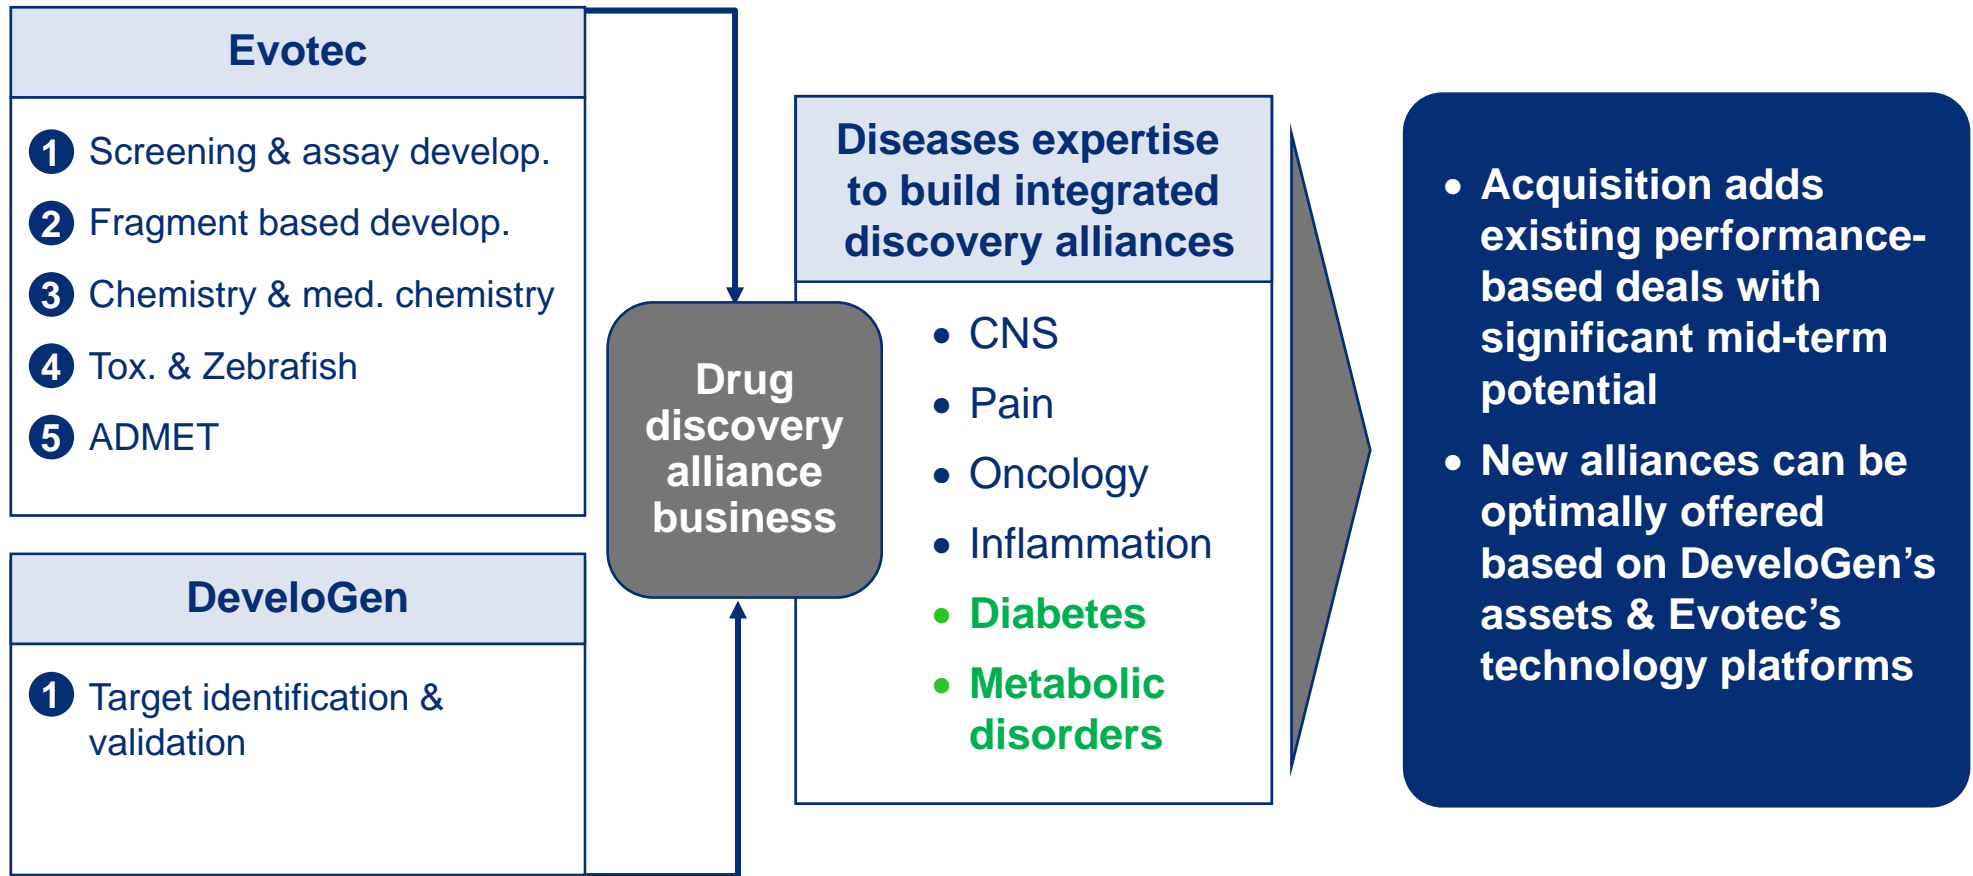 Evotec
1 Screening & assay develop.
2 Fragment based develop.
3 Chemistry & med. chemistry
4 Tox. & Zebrafish
5 ADMET
DeveloGen
1 Target identification &
validation
Drug
discovery
alliance
business
Diseases expertise
to build integrated
discovery alliances
• CNS
• Pain
• Oncology
• Inflammation
• Diabetes
• Metabolic
disorders
• Acquisition adds
existing performance-
based deals with
significant mid-term
potential
• New alliances can be
optimally offered
based on DeveloGen’s
assets & Evotec’s
technology platforms